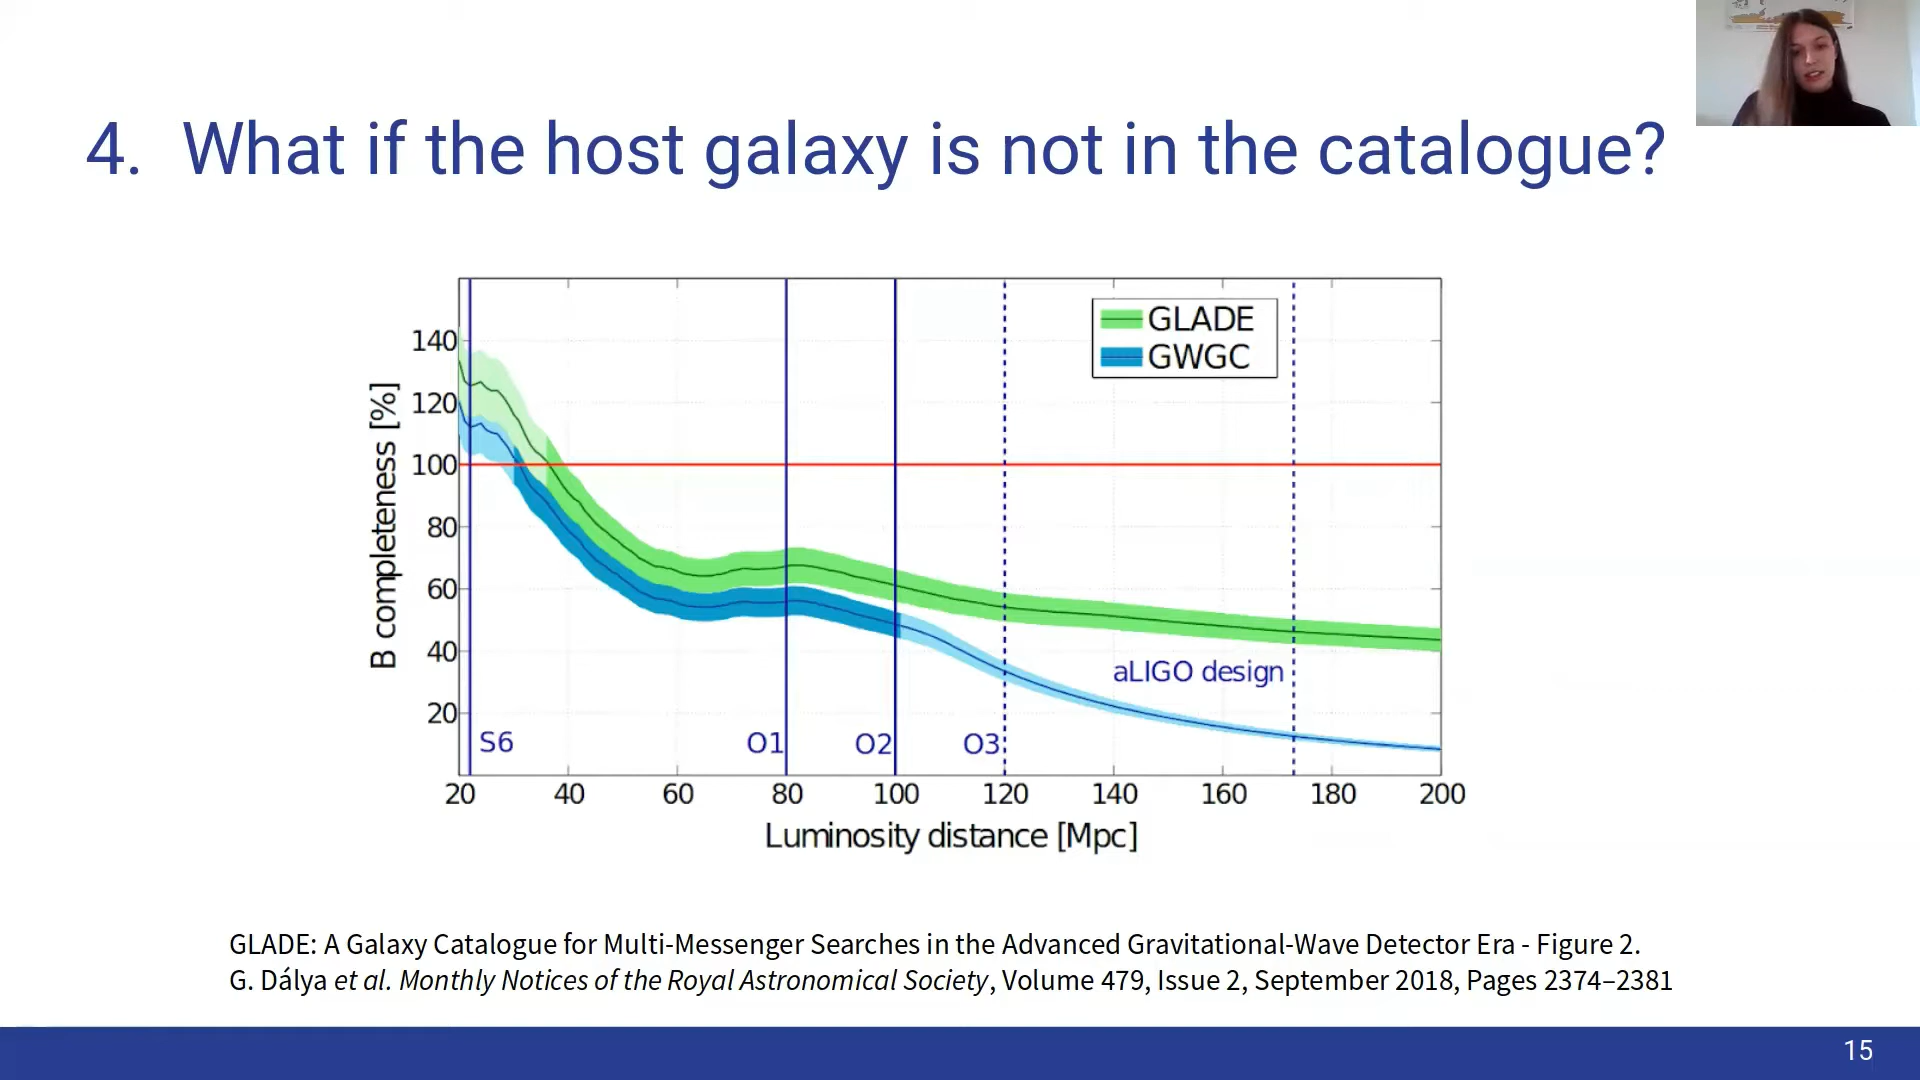 4. What if the host galaxy is not in the catalogue?
GLADE
GWGC
140
120
100
80
60
40
20
B completeness [%]
aLIGO design
S6
O1
O2
O3
20 40 60 80 100 120 140 160 180 200
Luminosity distance [Mpc]
GLADE: A Galaxy Catalogue for Multi-Messenger Searches in the Advanced Gravitational-Wave Detector Era - Figure 2.
G. Dálya et al. Monthly Notices of the Royal Astronomical Society, Volume 479, Issue 2, September 2018, Pages 2374–2381
15